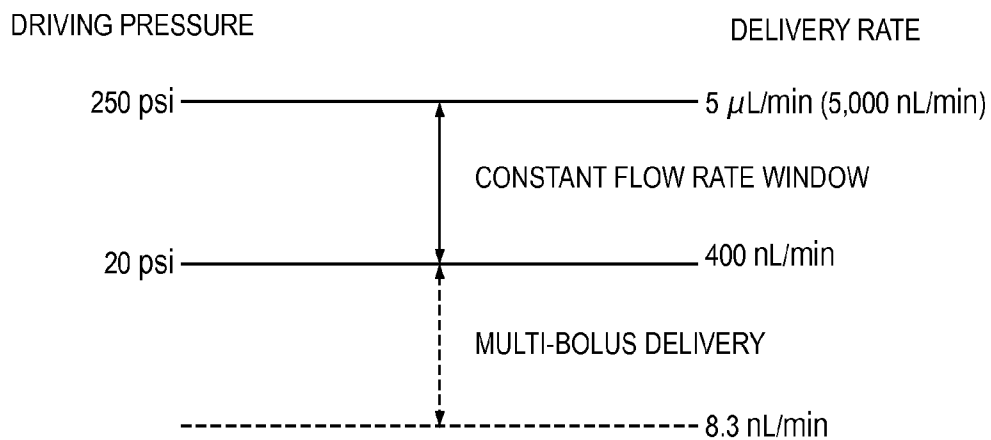 DRIVING PRESSURE
DELIVERY RATE
250 psi
5 μL/min (5,000 nL/min)
CONSTANT FLOW RATE WINDOW
20 psi
400 nL/min
MULTI-BOLUS DELIVERY
8.3 nL/min